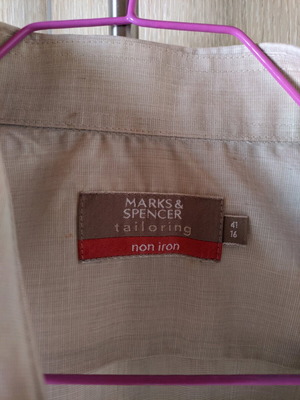 MARKS &
SPENCER
tailoring
non iron
41
16